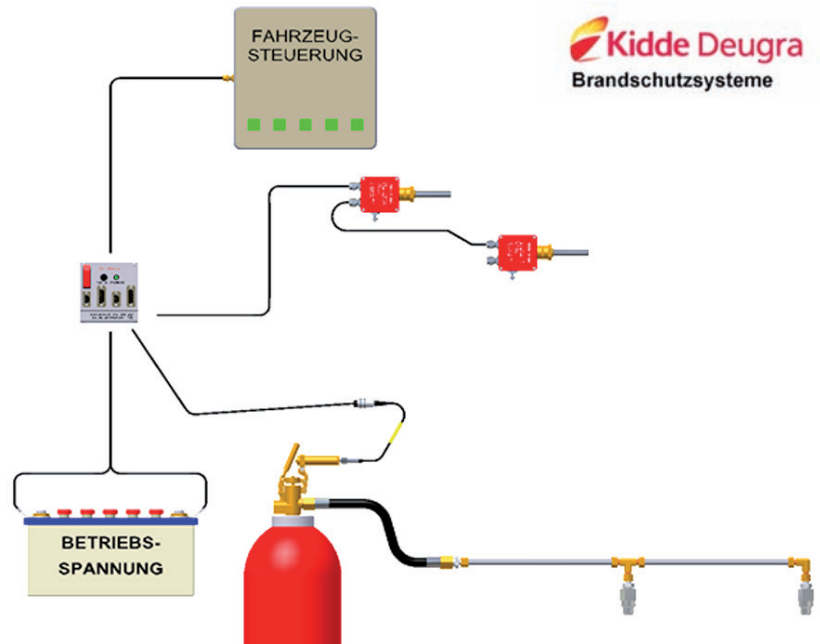 FAHRZEUG-
STEUERUNG
Kidde Deugra
Brandschutzsysteme
BETRIEBS-
SPANNUNG